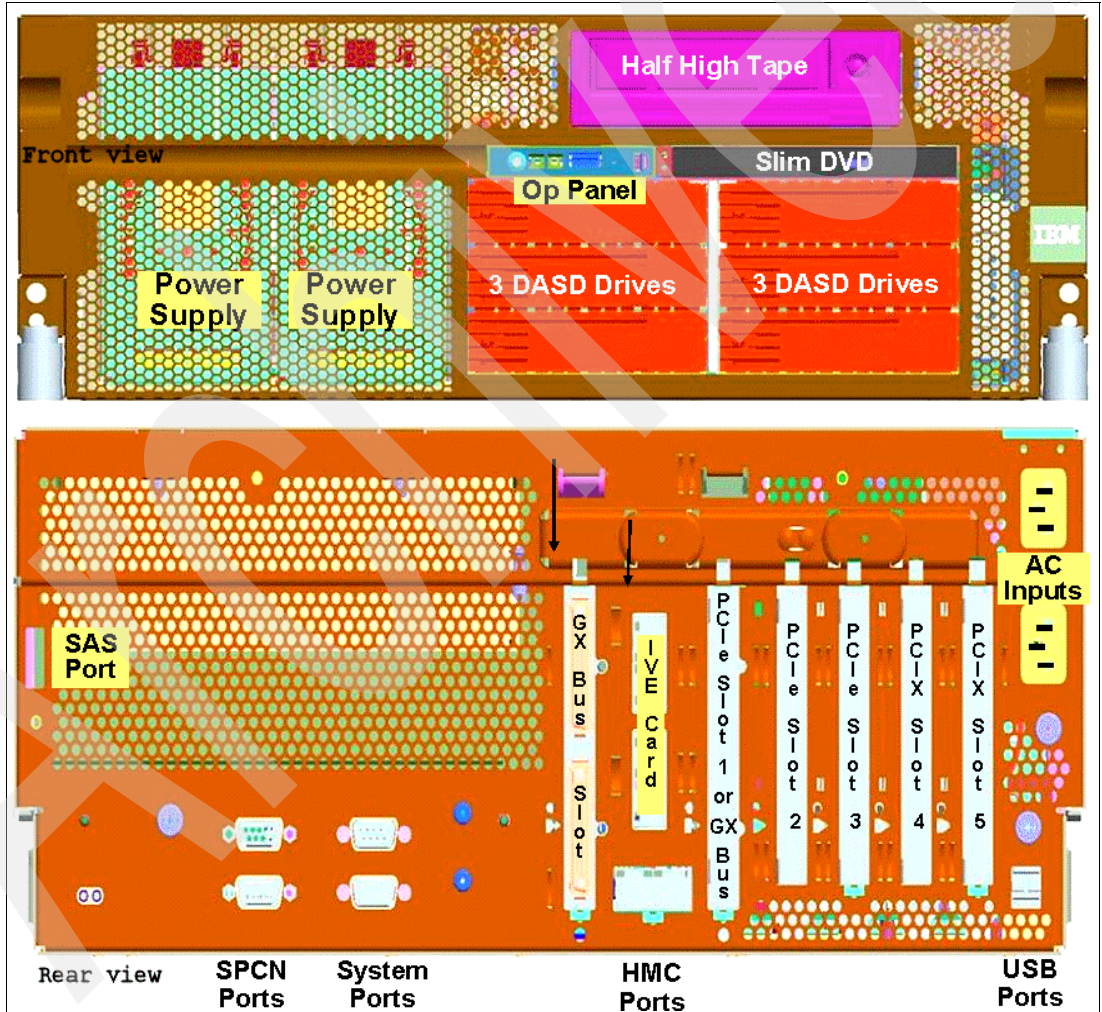 Half High Tape
Front view
Slim DVD
Op Panel
IBM
Power
Supply
Power
Supply
3 DASD Drives
3 DASD Drives
AC
Inputs
SAS
Port
GX Bus Slot
IVE Card
PCIe Slot 1 or GX Bus
PCIe Slot 2
PCIe Slot 3
PCIX Slot 4
PCIX Slot 5
Rear view
SPCN
Ports
System
Ports
HMC
Ports
USB
Ports